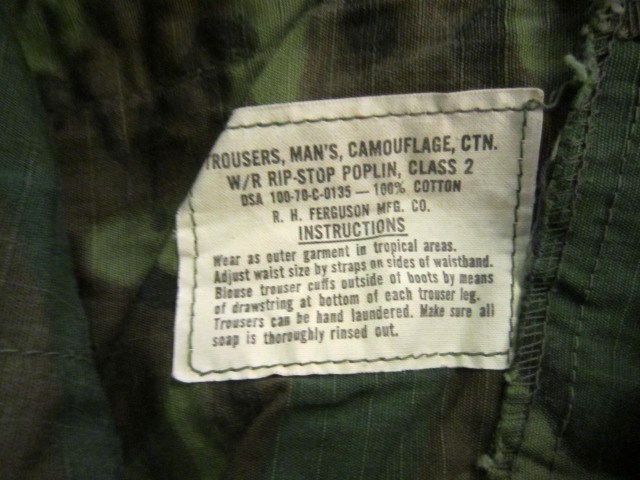 TROUSERS, MAN'S, CAMOUFLAGE, CTN.
W/R RIP-STOP POPLIN, CLASS 2
DSA 100-70-C-0135 — 100% COTTON
R. H. FERGUSON MFG. CO.
INSTRUCTIONS
Wear as outer garment in tropical areas.
Adjust waist size by straps on sides of waistband.
Blouse trouser cuffs outside of boots by means
of drawstring at bottom of each trouser leg.
Trousers can be hand laundered. Make sure all
soap is thoroughly rinsed out.